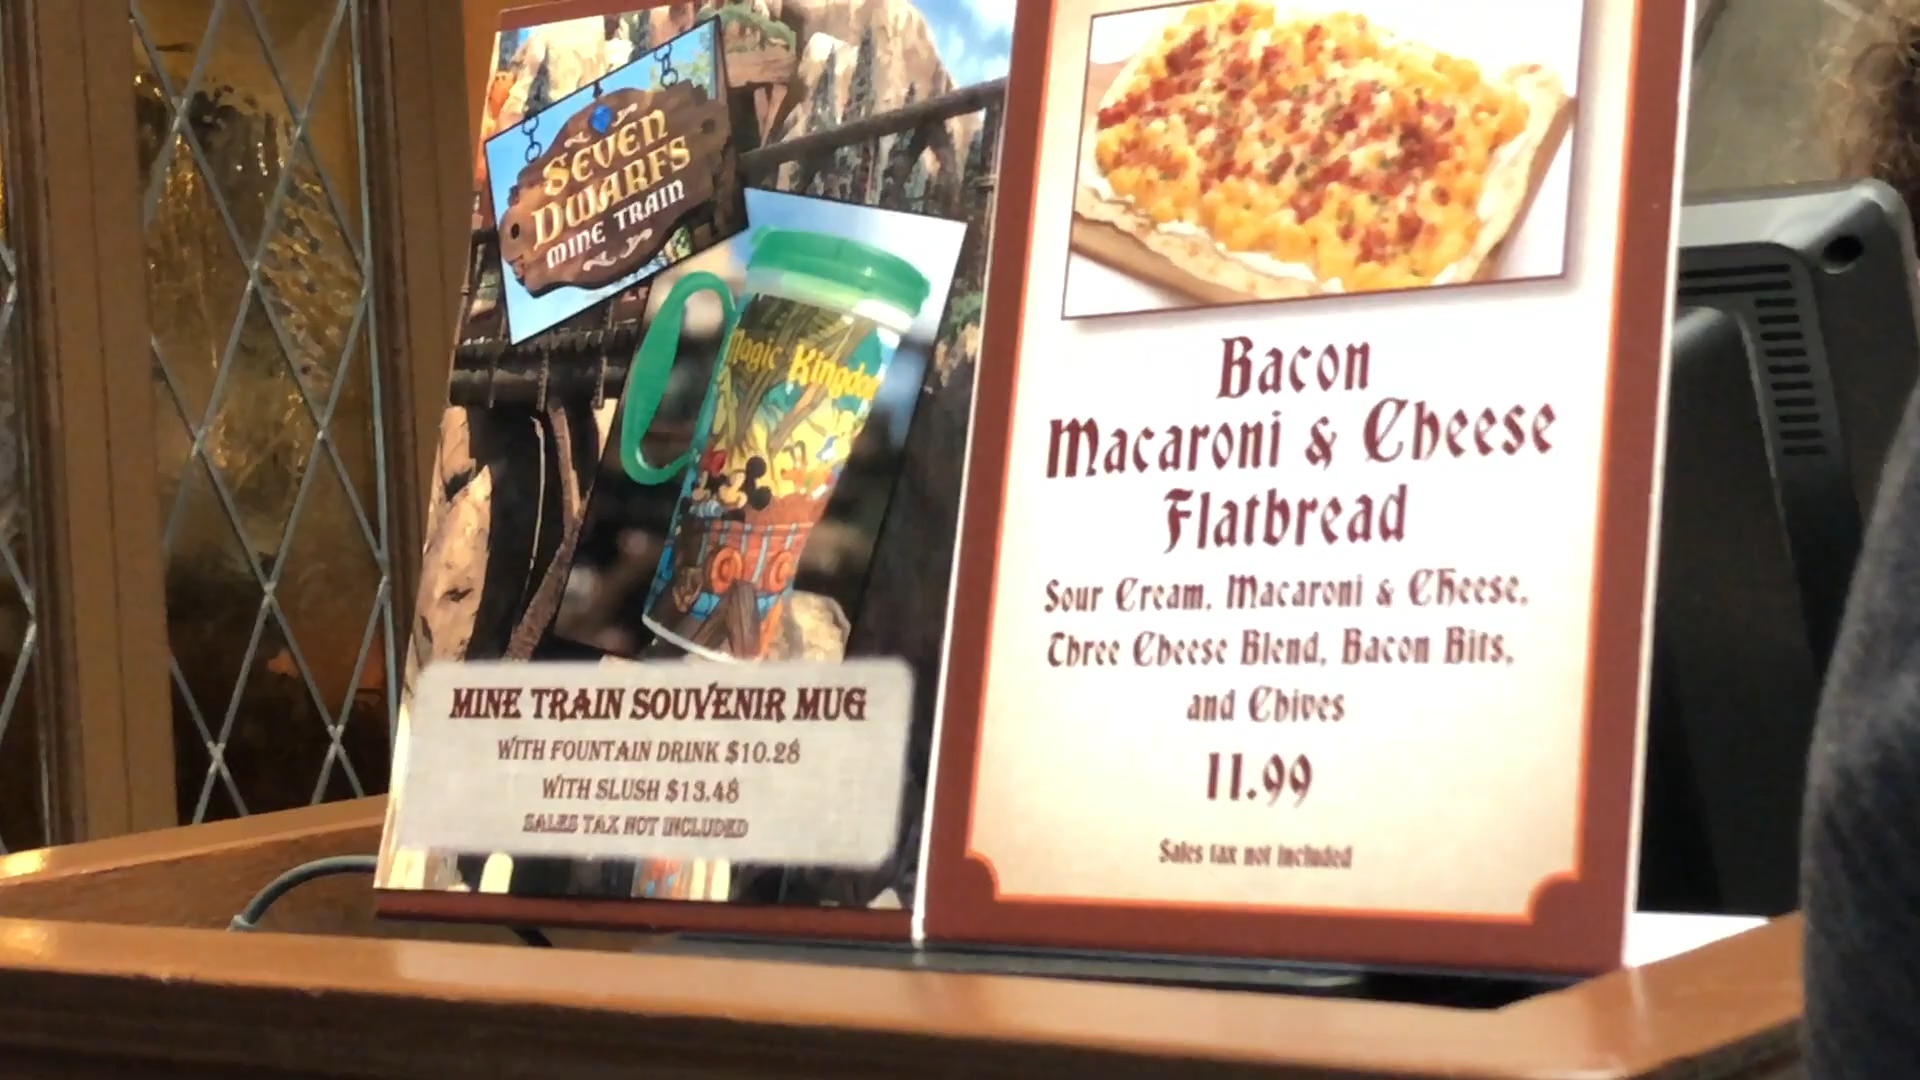 SEVEN
DWARFS
MINE TRAIN
Magic Kingdom
MINE TRAIN SOUVENIR MUG
WITH FOUNTAIN DRINK $10.28
WITH SLUSH $13.48
SALES TAX NOT INCLUDED
Bacon
Macaroni & Cheese
Flatbread
Sour Cream, Macaroni & Cheese,
Three Cheese Blend, Bacon Bits,
and Chives
11.99
Sales tax not included